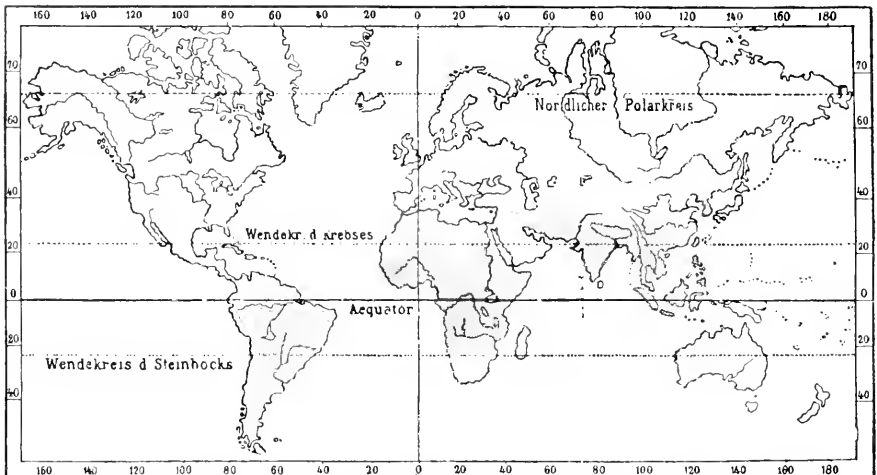 160 140 120 100 80 60 40 20 0 20 40 60 80 100 120 140 160 180
70 70
Nördlicher Polarkreis
60 60
40 40
Wendekr. d Krebses
20 20
0 0
Aequator
20 20
Wendekreis d Steinbocks
40 40
160 140 120 100 80 60 40 20 0 20 40 60 80 100 120 140 160 180